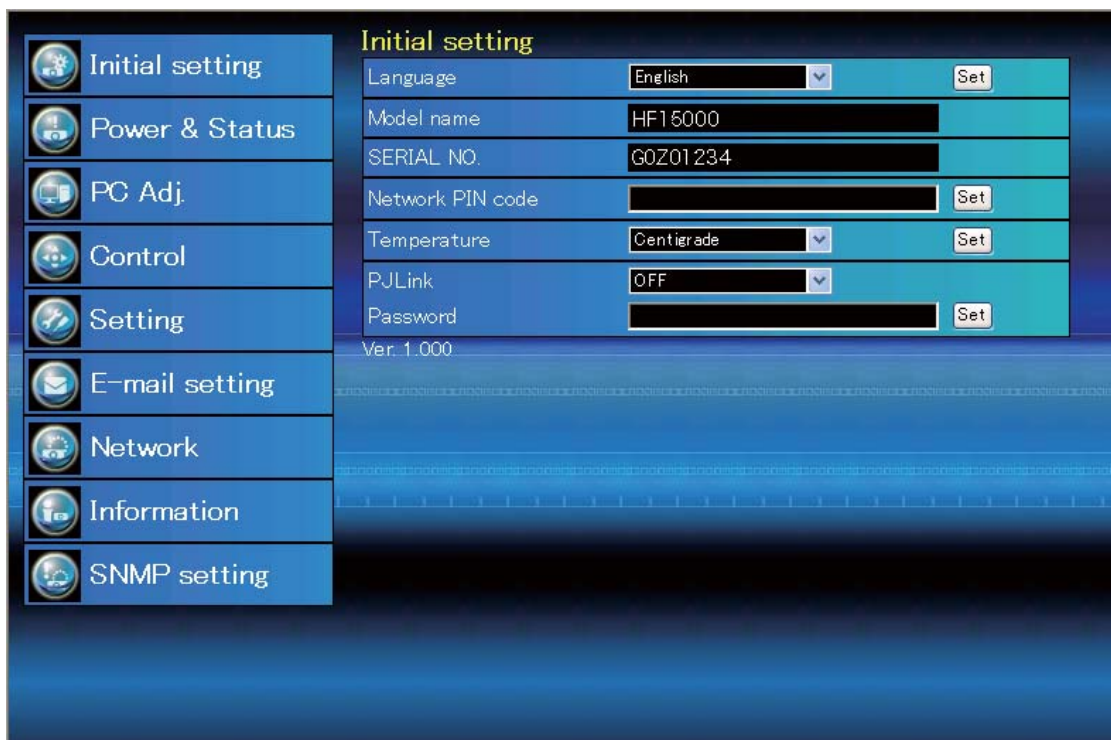 Initial setting
Power & Status
PC Adj.
Control
Setting
E-mail setting
Network
Information
SNMP setting
Initial setting
Language English Set
Model name HF15000
SERIAL NO. G0Z01234
Network PIN code Set
Temperature Centigrade Set
PJLink OFF
Password Set
Ver. 1.000